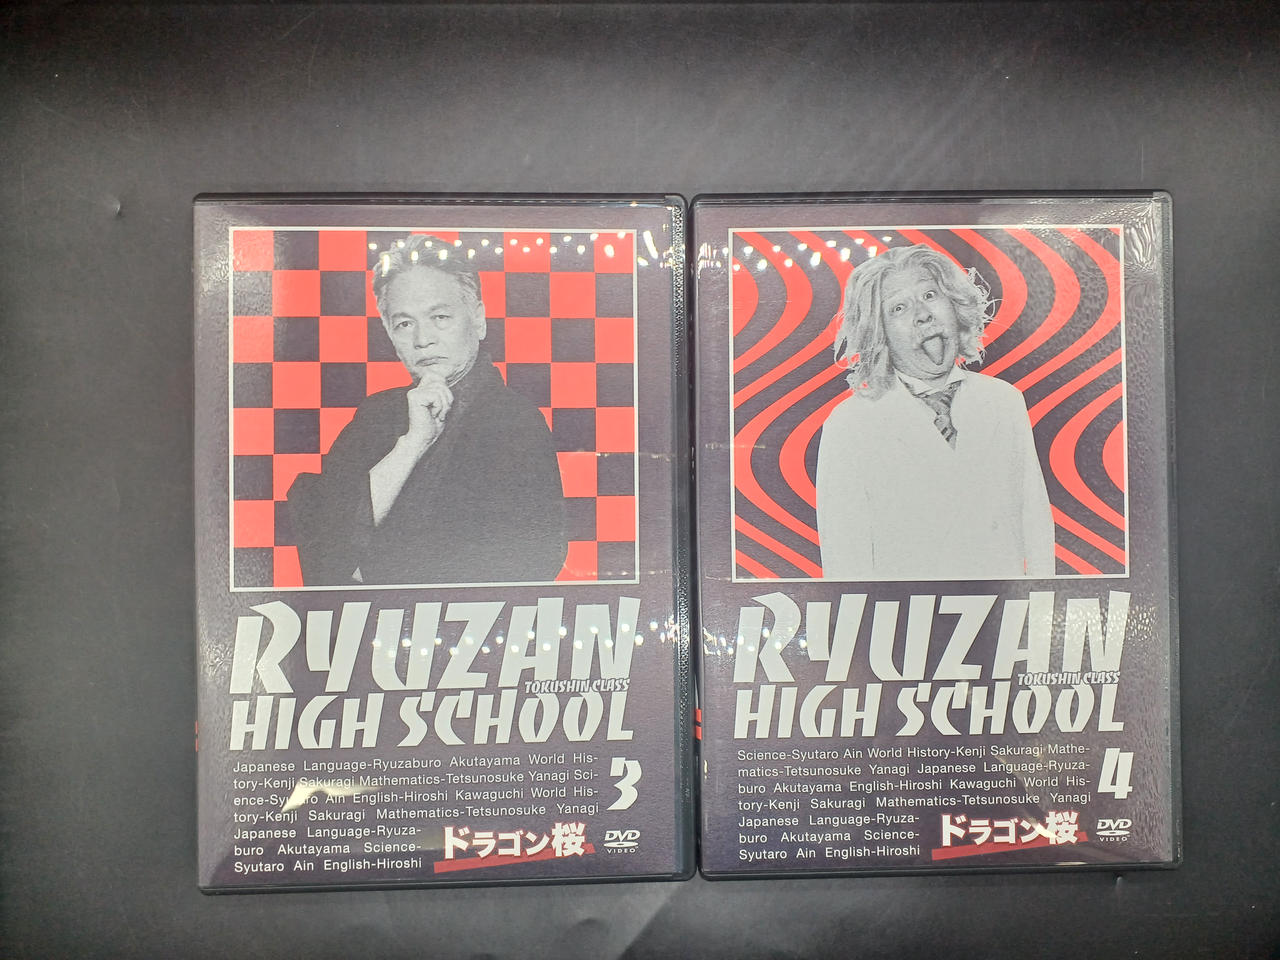 RYUZAN
TOKUSHIN CLASS
HIGH SCHOOL
Japanese Language-Ryuzaburo Akutayama World His-
tory-Kenji Sakuragi Mathematics-Tetsunosuke Yanagi Sci-
ence-Syutaro Ain English-Hiroshi Kawaguchi World His-
tory-Kenji Sakuragi Mathematics-Tetsunosuke Yanagi
Japanese Language-Ryuza-
buro Akutayama Science-
Syutaro Ain English-Hiroshi
3
ドラゴン桜
DVD
VIDEO
RYUZAN
TOKUSHIN CLASS
HIGH SCHOOL
Science-Syutaro Ain World History-Kenji Sakuragi Mathe-
matics-Tetsunosuke Yanagi Japanese Language-Ryuza-
buro Akutayama English-Hiroshi Kawaguchi World His-
tory-Kenji Sakuragi Mathematics-Tetsunosuke Yanagi
Japanese Language-Ryuza-
buro Akutayama Science-
Syutaro Ain English-Hiroshi
4
ドラゴン桜
DVD
VIDEO